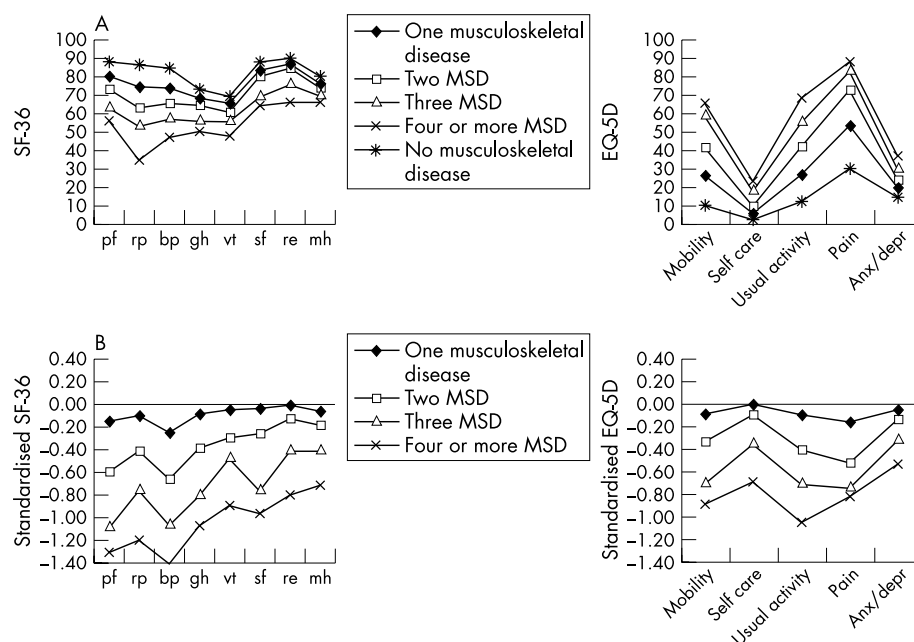 A
SF-36
100
90
80
70
60
50
40
30
20
10
0
pf rp bp gh vt sf re mh
One musculoskeletal
disease
Two MSD
Three MSD
Four or more MSD
No musculoskeletal
disease
EQ-5D
100
90
80
70
60
50
40
30
20
10
0
Mobility
Self care
Usual activity
Pain
Anx/depr
B
Standardised SF-36
0.40
0.20
0.00
–0.20
–0.40
–0.60
–0.80
–1.00
–1.20
–1.40
pf rp bp gh vt sf re mh
One musculoskeletal
disease
Two MSD
Three MSD
Four or more MSD
Standardised EQ-5D
0.40
0.20
0.00
–0.20
–0.40
–0.60
–0.80
–1.00
–1.20
–1.40
Mobility
Self care
Usual activity
Pain
Anx/depr